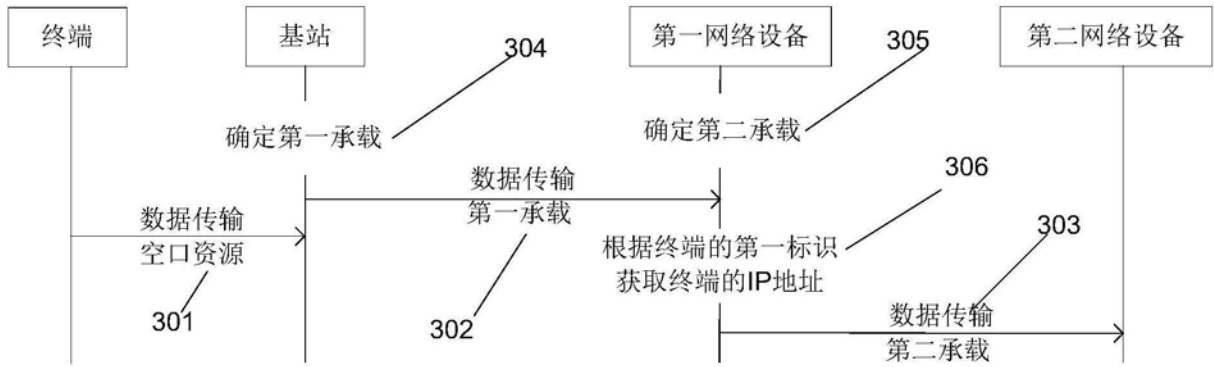 终端
基站
第一网络设备
第二网络设备
304
305
确定第一承载
确定第二承载
306
数据传输
第一承载
数据传输
空口资源
303
根据终端的第一标识
获取终端的IP地址
301
302
数据传输
第二承载